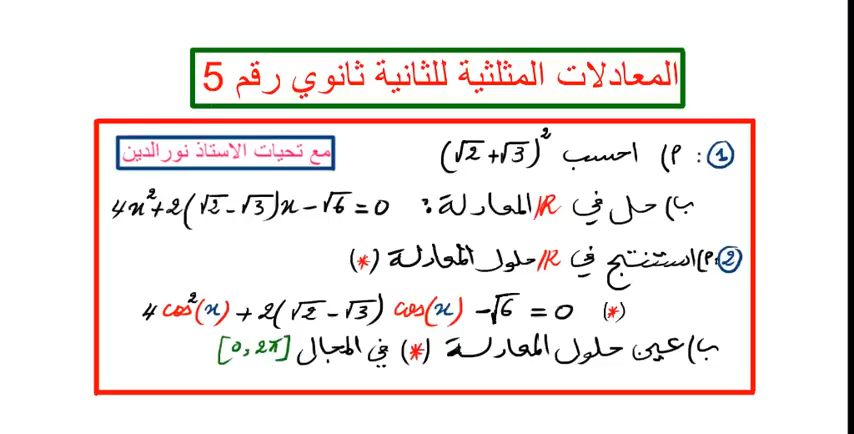 المعادلات المثلثية للثانية ثانوي رقم 5
1: أ) احسب (√2+√3)²
مع تحيات الاستاذ نورالدين
ب) حل في IR المعادلة: 4x²+2(√2-√3)x-√6=0
2: أ) استنتج في IR حلول المعادلة (*)
4cos²(x)+2(√2-√3)cos(x)-√6=0 (*)
ب) عين حلول المعادلة (*) في المجال [0,2π]